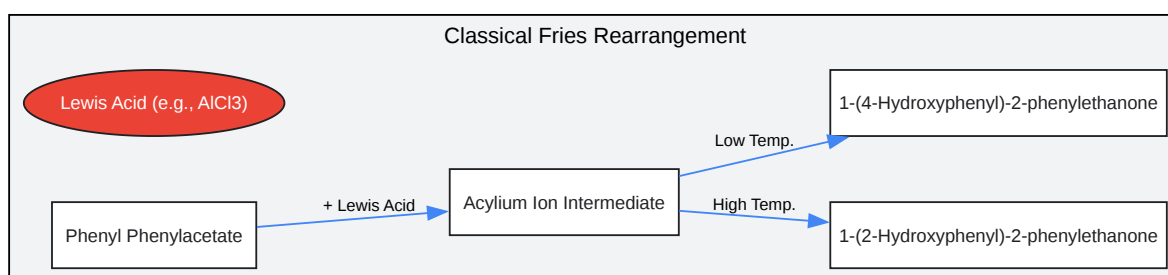 Classical Fries Rearrangement
Lewis Acid (e.g., AlCl3)
1-(4-Hydroxyphenyl)-2-phenylethanone
Low Temp.
Acylium Ion Intermediate
+ Lewis Acid
High Temp.
Phenyl Phenylacetate
1-(2-Hydroxyphenyl)-2-phenylethanone